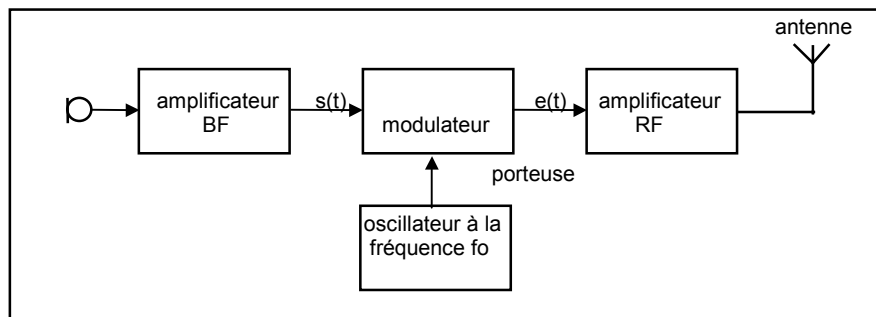 antenne
amplificateur
BF
s(t)
modulateur
e(t)
amplificateur
RF
porteuse
oscillateur à la
fréquence fo